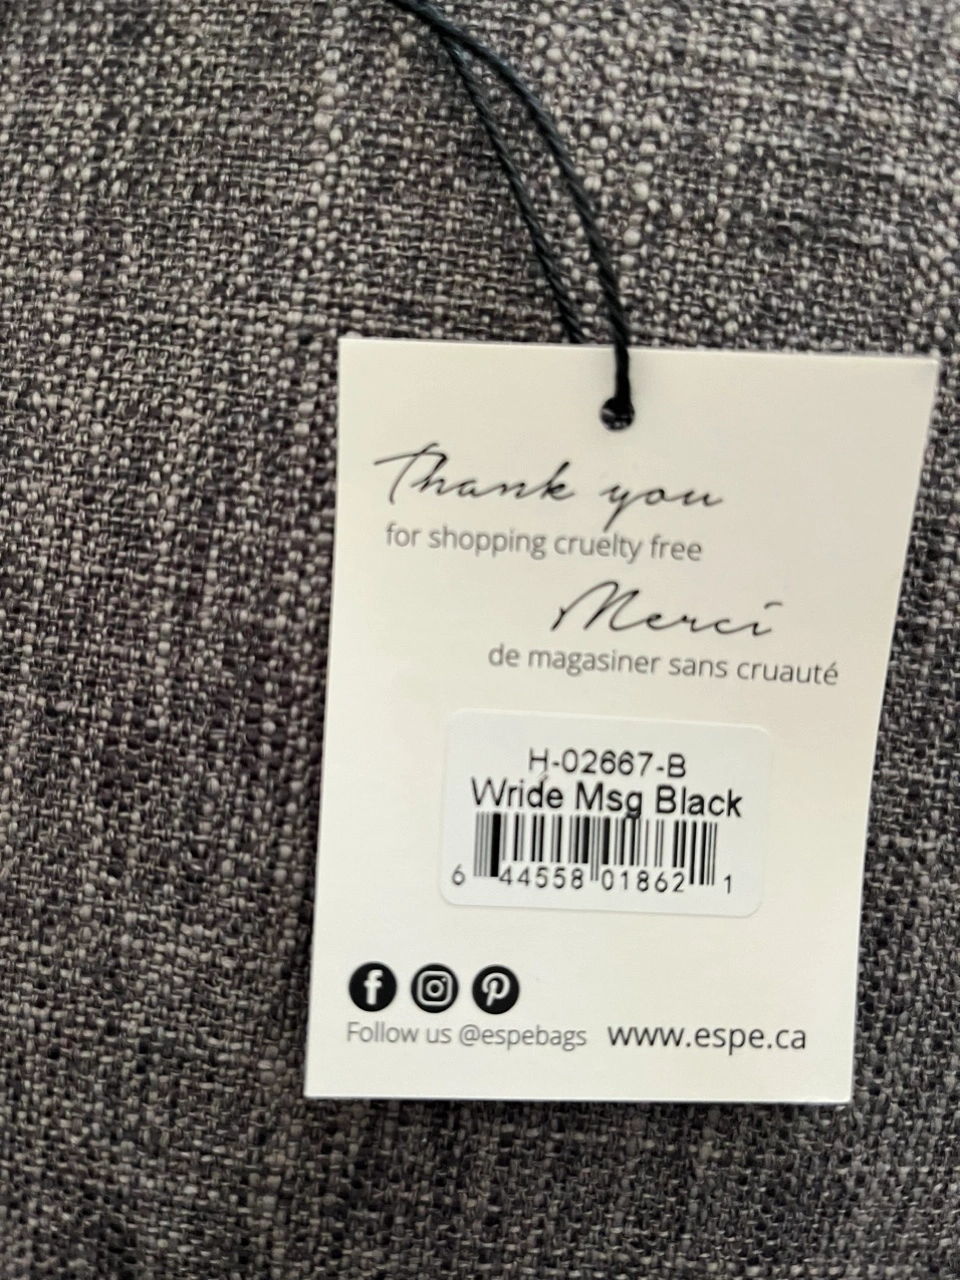 Thank you
for shopping cruelty free
Merci
de magasiner sans cruauté
H-02667-B
Wride Msg Black
6 44558 01862 1
Follow us @espebags www.espe.ca